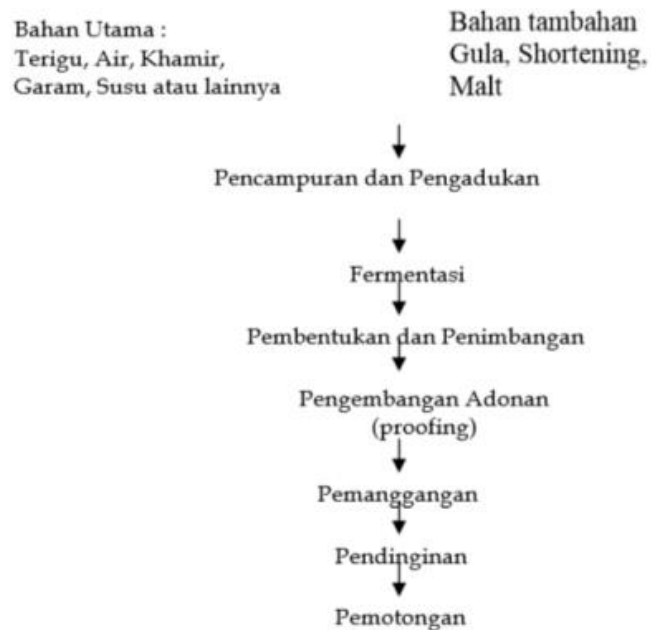 Bahan Utama :
Terigu, Air, Khamir,
Garam, Susu atau lainnya
Bahan tambahan
Gula, Shortening,
Malt
Pencampuran dan Pengadukan
Fermentasi
Pembentukan dan Penimbangan
Pengembangan Adonan
(proofing)
Pemanggangan
Pendinginan
Pemotongan